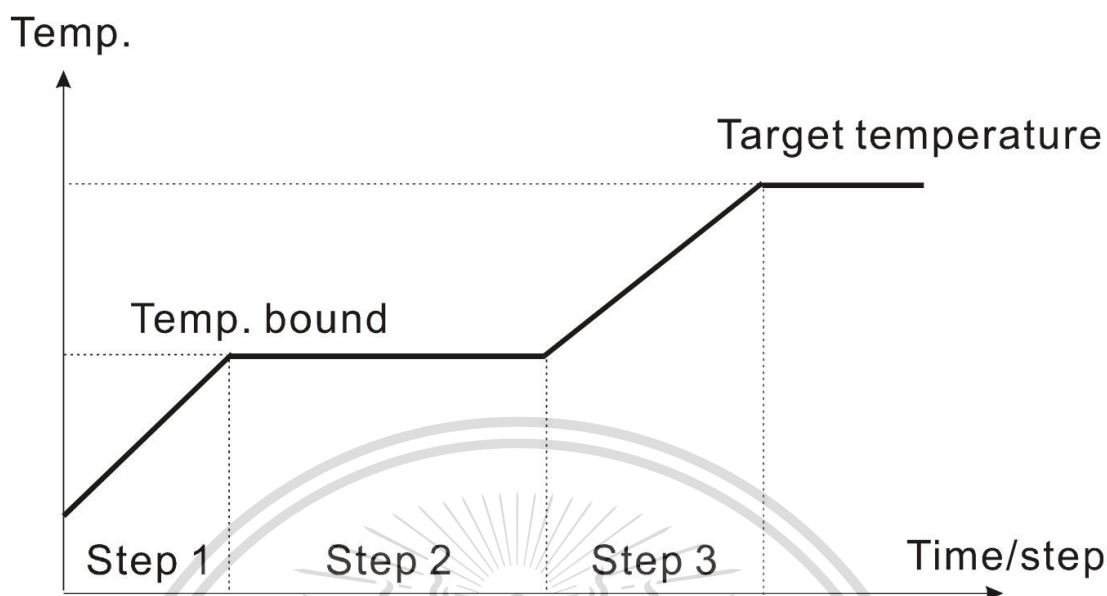 Temp.
Target temperature
Temp. bound
Step 1
Step 2
Step 3
Time/step